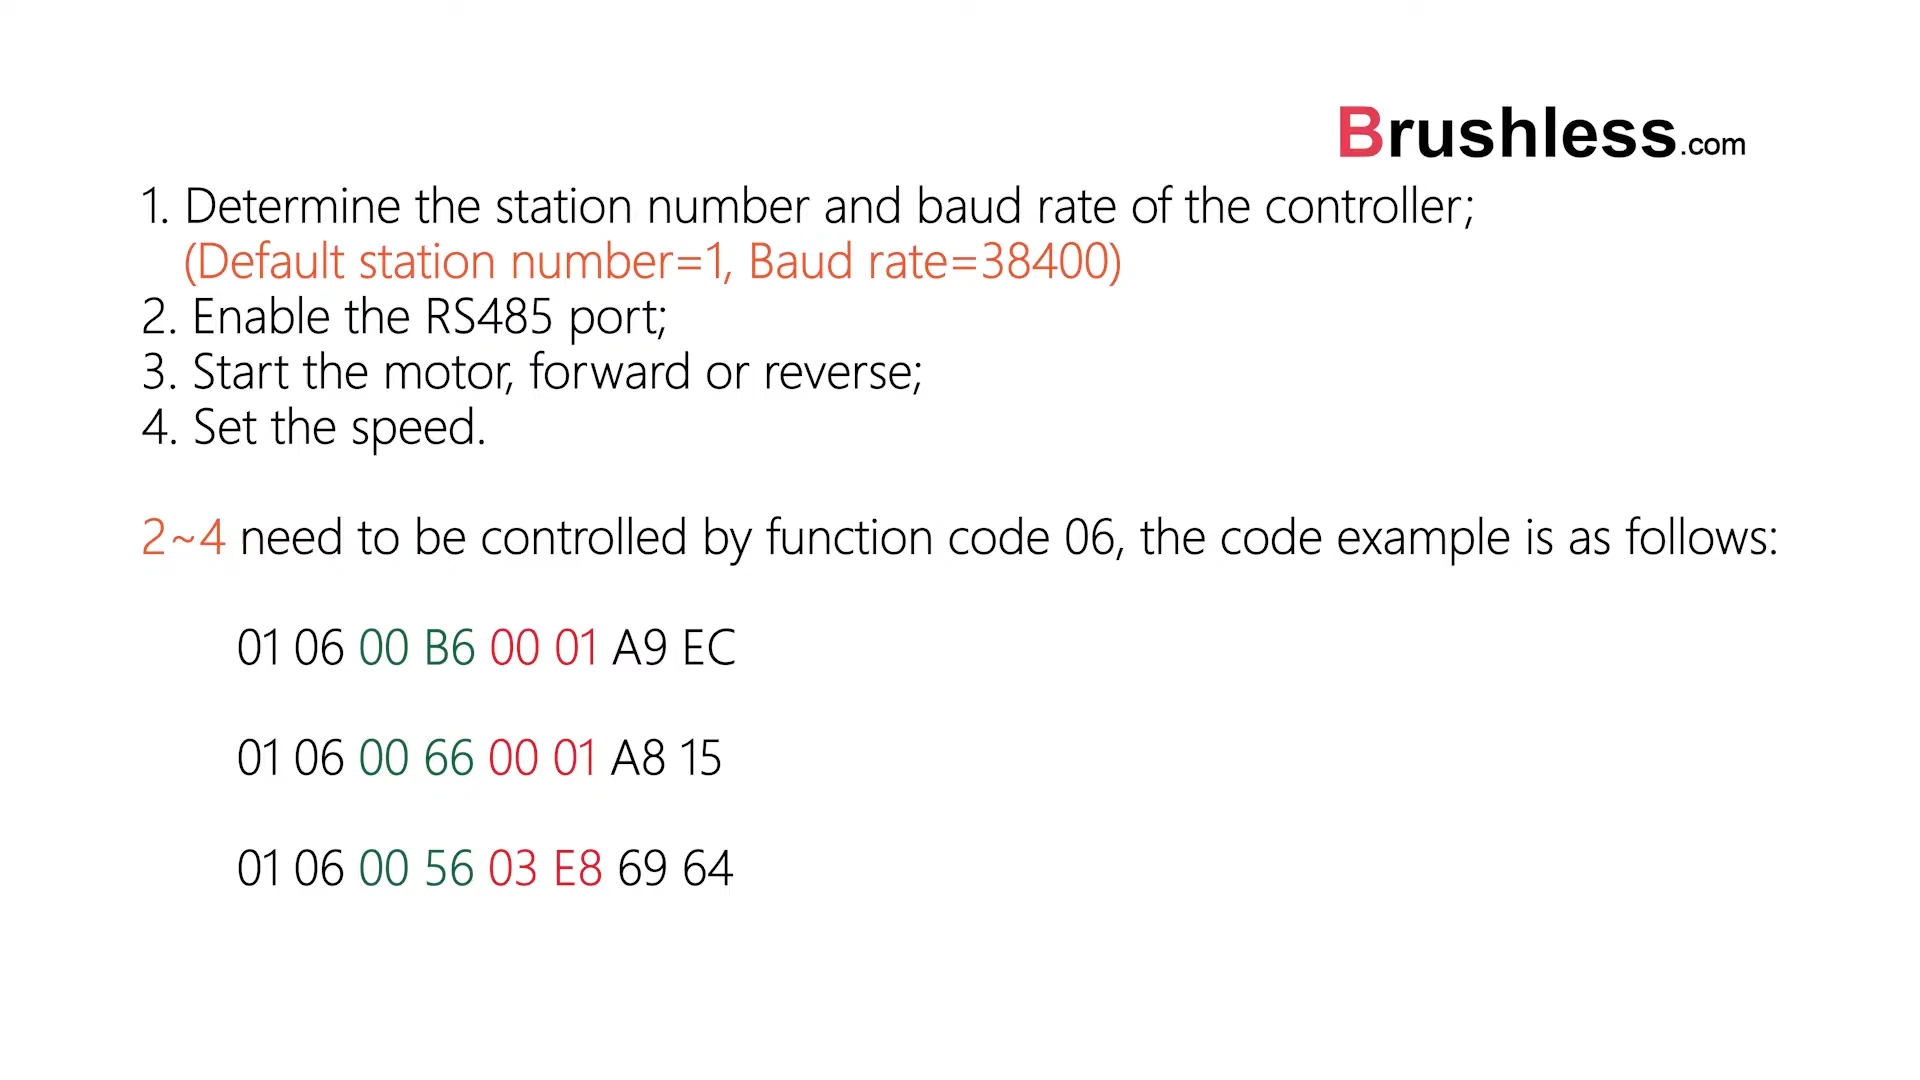 Brushless.com
1. Determine the station number and baud rate of the controller;
(Default station number=1, Baud rate=38400)
2. Enable the RS485 port;
3. Start the motor, forward or reverse;
4. Set the speed.
2~4 need to be controlled by function code 06, the code example is as follows:
01 06 00 B6 00 01 A9 EC
01 06 00 66 00 01 A8 15
01 06 00 56 03 E8 69 64